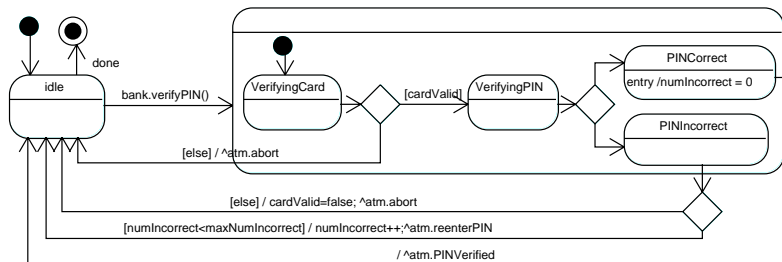 done
idle
bank.verifyPIN()
VerifyingCard
[cardValid]
VerifyingPIN
PINCorrect
entry /numIncorrect = 0
PINIncorrect
[else] / ^atm.abort
[else] / cardValid=false; ^atm.abort
[numIncorrect<maxNumIncorrect] / numIncorrect++;^atm.reenterPIN
/ ^atm.PINVerified